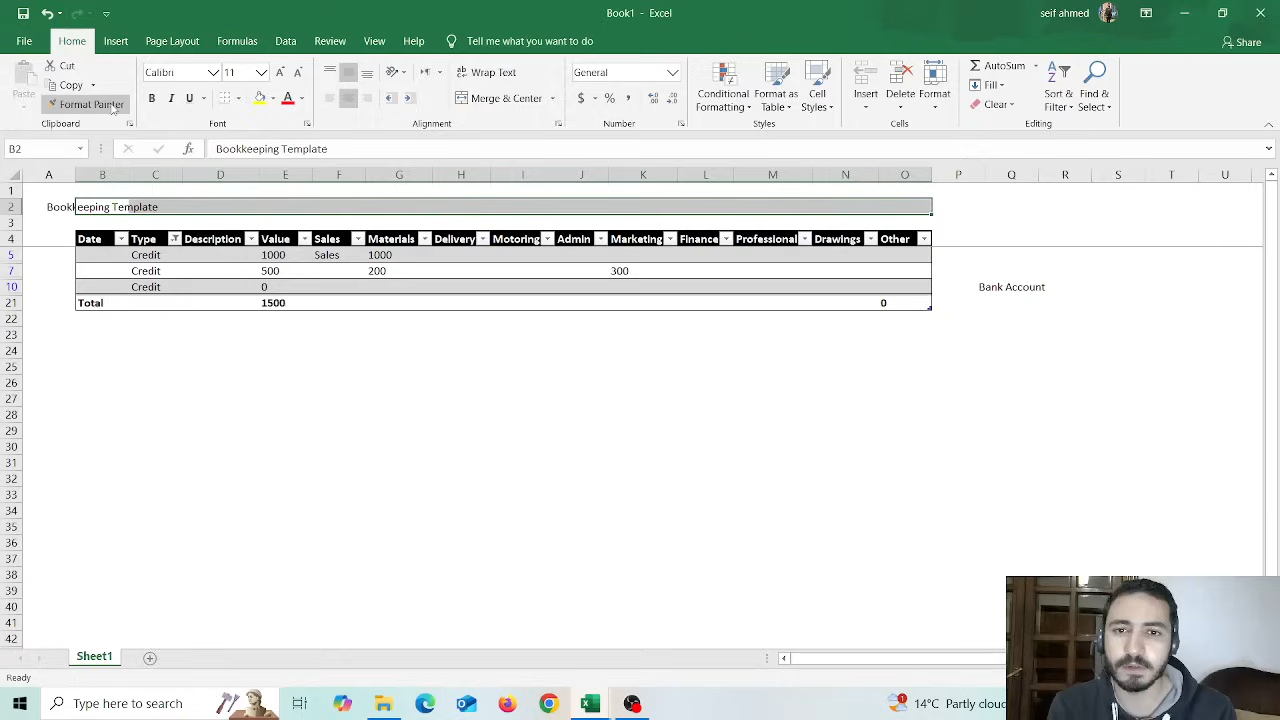 Book1 - Excel
seif ahmed
File Home Insert Page Layout Formulas Data Review View Help Tell me what you want to do Share
Paste
Cut
Copy
Format Painter
Clipboard
Calibri 11
B I U
Font
Wrap Text
Merge & Center
Alignment
General
$ % ,
Number
Conditional Formatting
Format as Table
Cell Styles
Styles
Insert
Delete
Format
Cells
AutoSum
Fill
Clear
Sort & Filter
Find & Select
Editing
B2 fx Bookkeeping Template
A B C D E F G H I J K L M N O P Q R S T U
1
2 Bookkeeping Template
3
4 Date Type Description Value Sales Materials Delivery Motoring Admin Marketing Finance Professional Drawings Other
5 Credit 1000 Sales 1000
7 Credit 500 200 300
10 Credit 0 Bank Account
21 Total 1500 0
22
23
24
25
26
27
28
29
30
31
32
33
34
35
36
37
38
39
40
41
42
Sheet1
Ready
Type here to search
1
14°C Partly